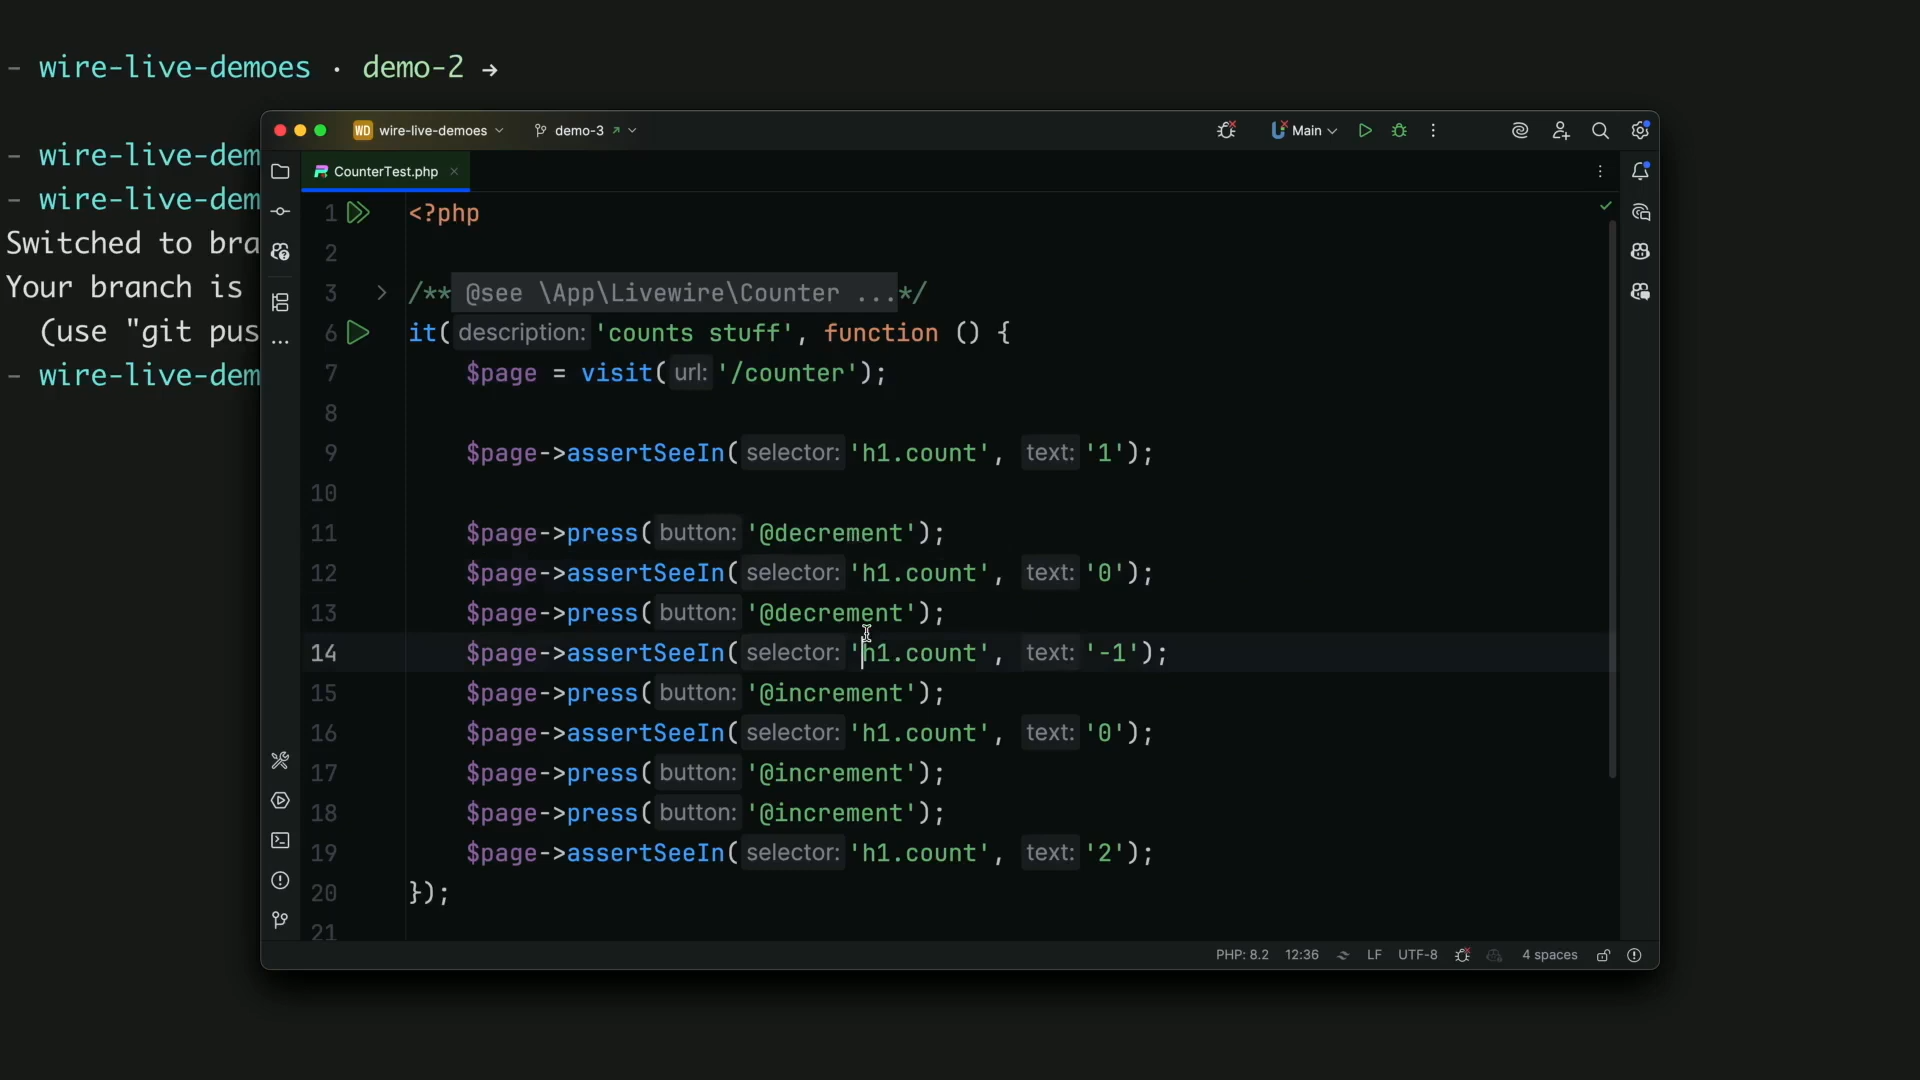 - wire-live-demoes · demo-2 →
- wire-live-dem
- wire-live-dem
Switched to bra
Your branch is
(use "git pus
- wire-live-dem
WD wire-live-demoes demo-3 ↗ Main
CounterTest.php
1 <?php
2
3 /** @see \App\Livewire\Counter ...*/
6 it( description: 'counts stuff', function () {
7 $page = visit( url: '/counter');
8
9 $page->assertSeeIn( selector: 'h1.count', text: '1');
10
11 $page->press( button: '@decrement');
12 $page->assertSeeIn( selector: 'h1.count', text: '0');
13 $page->press( button: '@decrement');
14 $page->assertSeeIn( selector: 'h1.count', text: '-1');
15 $page->press( button: '@increment');
16 $page->assertSeeIn( selector: 'h1.count', text: '0');
17 $page->press( button: '@increment');
18 $page->press( button: '@increment');
19 $page->assertSeeIn( selector: 'h1.count', text: '2');
20 });
21
PHP: 8.2 12:36 LF UTF-8 4 spaces